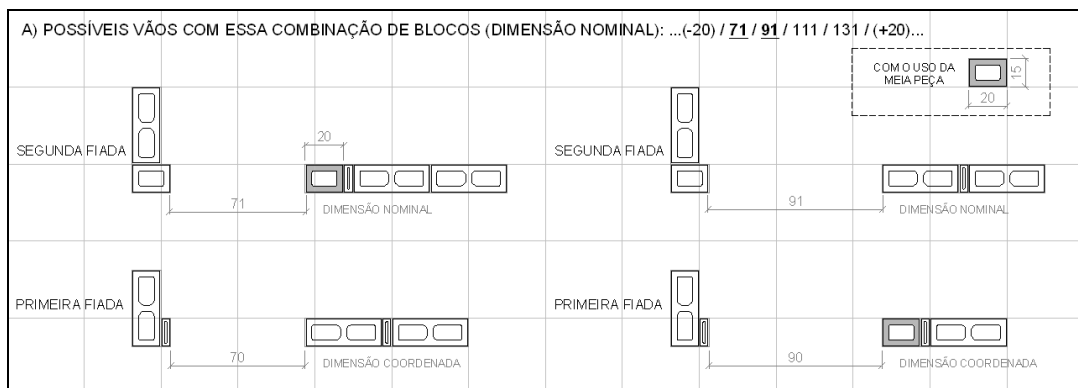 A) POSSÍVEIS VÃOS COM ESSA COMBINAÇÃO DE BLOCOS (DIMENSÃO NOMINAL): ...(-20) / 71 / 91 / 111 / 131 / (+20)...
COM O USO DA
MEIA PEÇA
15
20
SEGUNDA FIADA
20
71
DIMENSÃO NOMINAL
SEGUNDA FIADA
91
DIMENSÃO NOMINAL
PRIMEIRA FIADA
70
DIMENSÃO COORDENADA
PRIMEIRA FIADA
90
DIMENSÃO COORDENADA